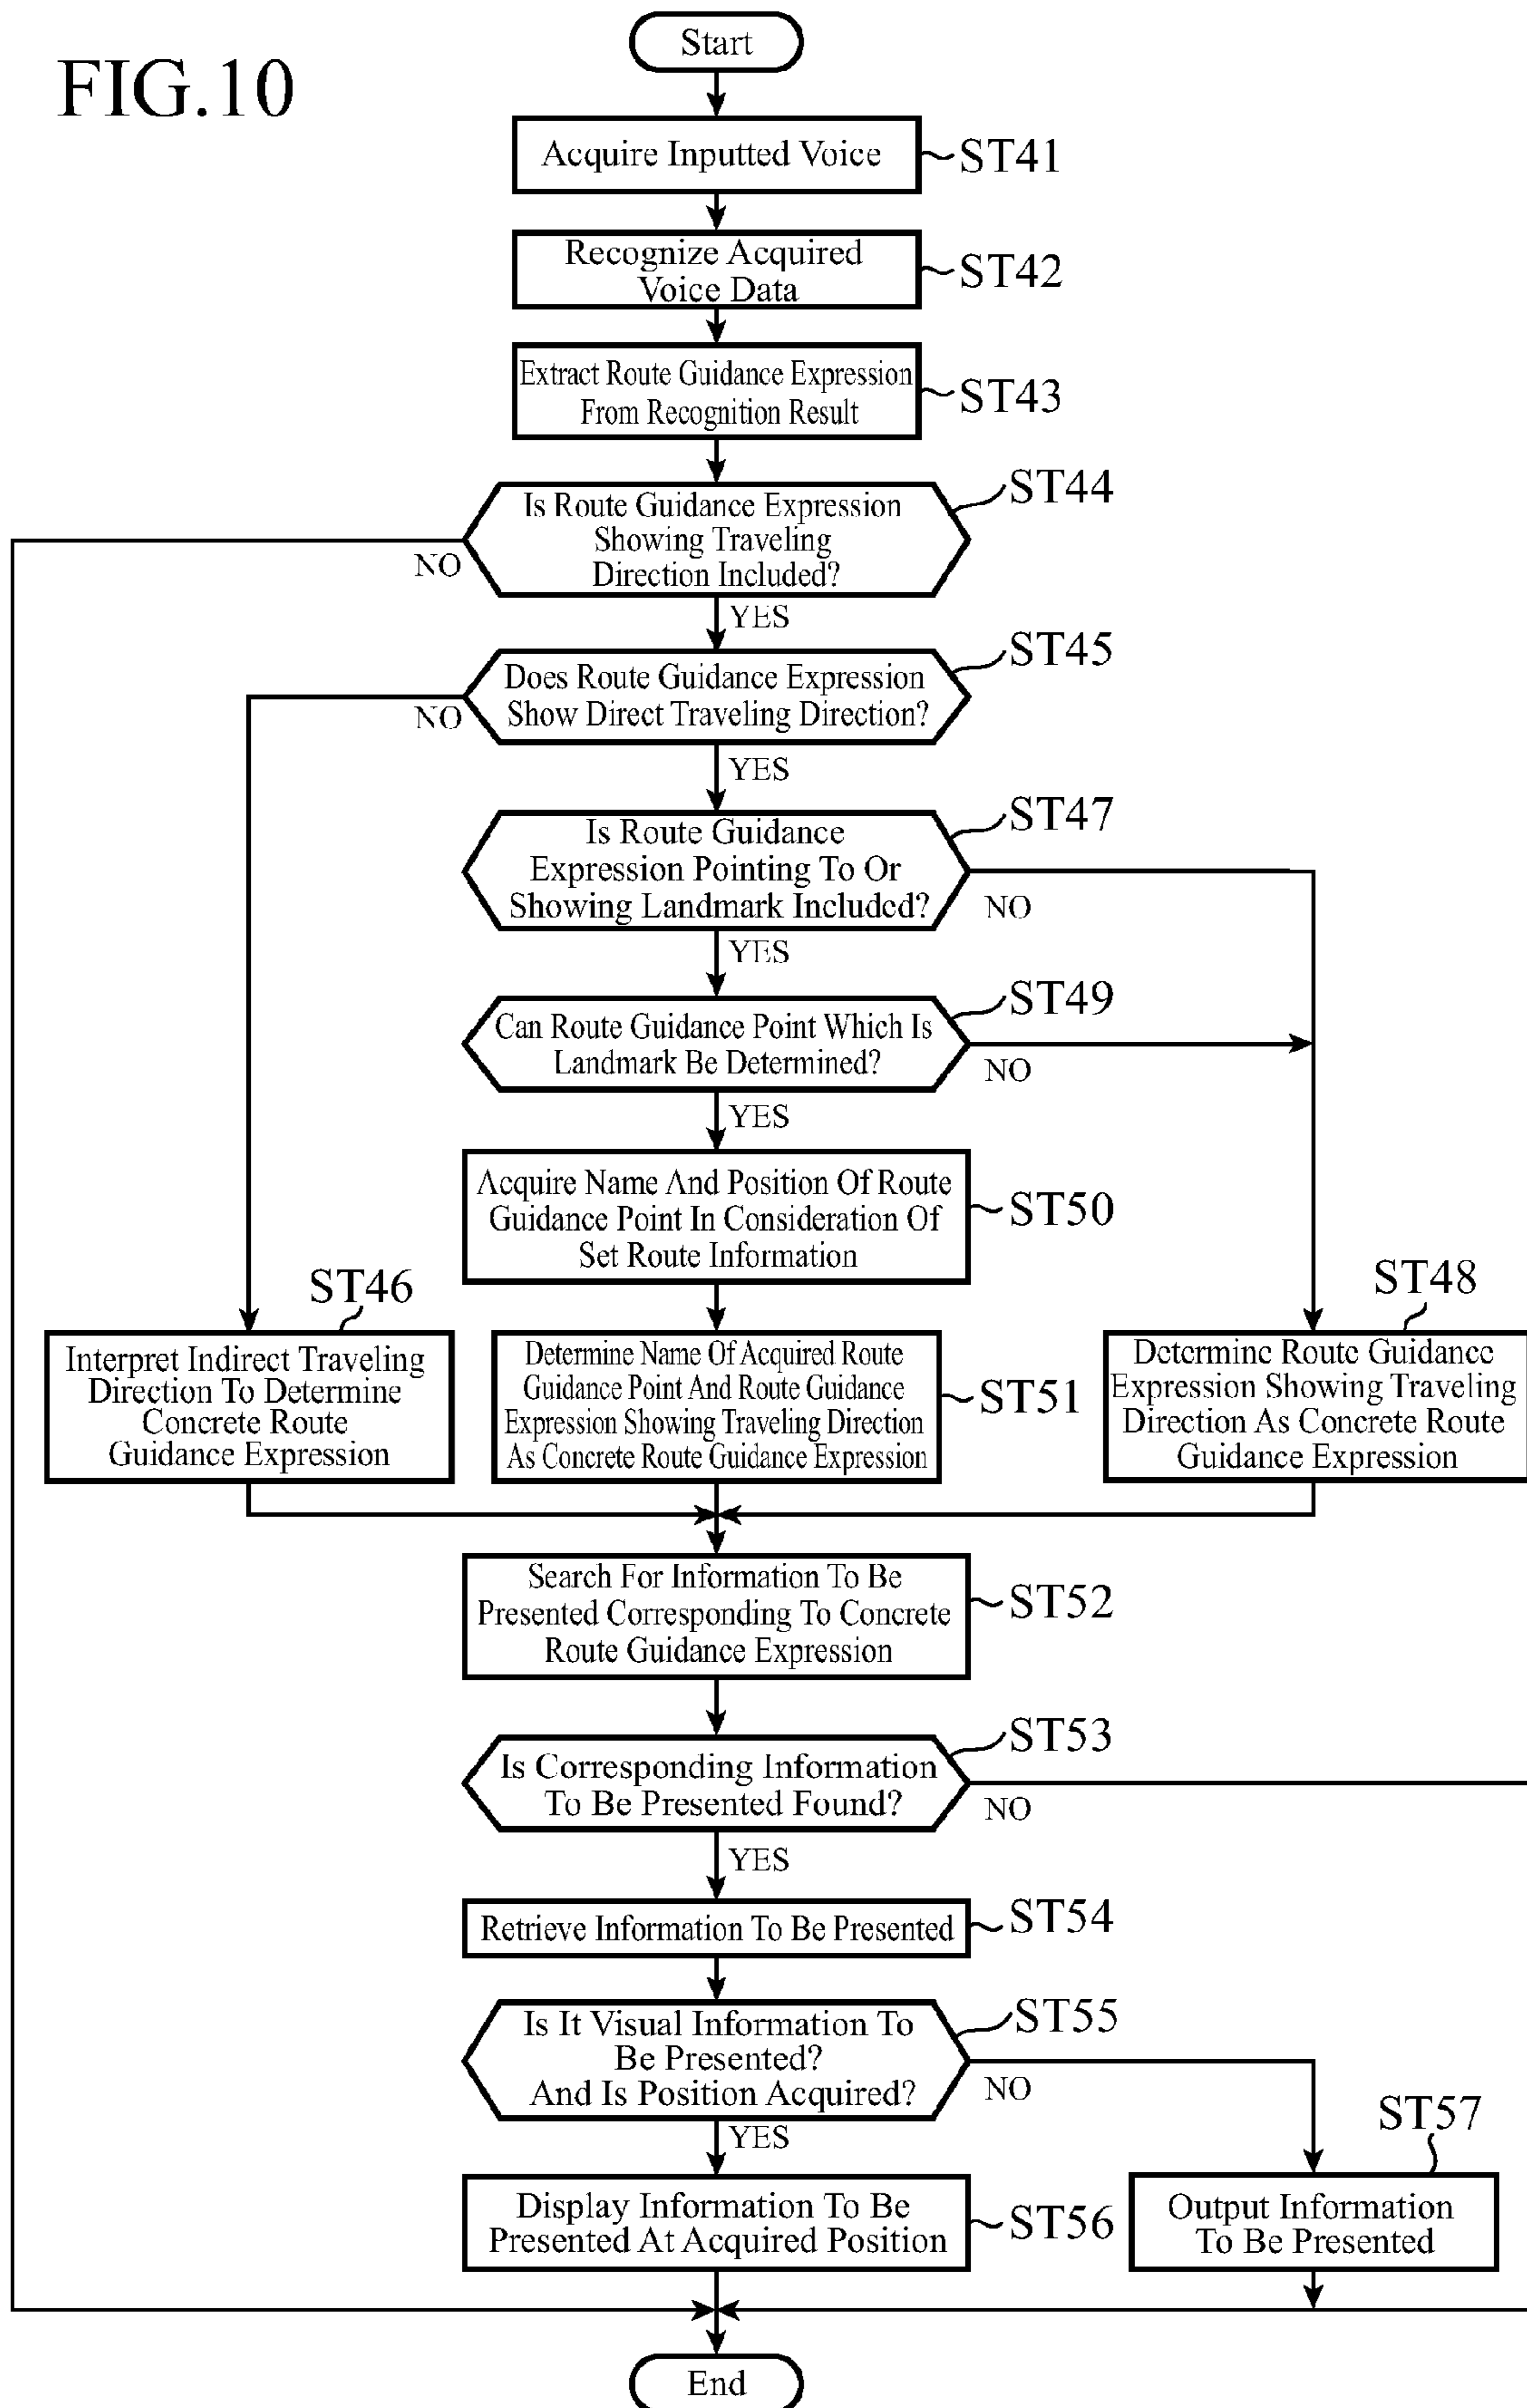 FIG.10
Start
Acquire Inputted Voice
ST41
Recognize Acquired
Voice Data
ST42
Extract Route Guidance Expression
From Recognition Result
ST43
Is Route Guidance Expression
Showing Traveling
Direction Included?
ST44
NO
YES
Does Route Guidance Expression
Show Direct Traveling Direction?
ST45
NO
YES
Is Route Guidance
Expression Pointing To Or
Showing Landmark Included?
ST47
NO
YES
Can Route Guidance Point Which Is
Landmark Be Determined?
ST49
NO
YES
Acquire Name And Position Of Route
Guidance Point In Consideration Of
Set Route Information
ST50
ST46
Interpret Indirect Traveling
Direction To Determine
Concrete Route
Guidance Expression
Determine Name Of Acquired Route
Guidance Point And Route Guidance
Expression Showing Traveling Direction
As Concrete Route Guidance Expression
ST51
ST48
Determine Route Guidance
Expression Showing Traveling
Direction As Concrete Route
Guidance Expression
Search For Information To Be
Presented Corresponding To Concrete
Route Guidance Expression
ST52
Is Corresponding Information
To Be Presented Found?
ST53
NO
YES
Retrieve Information To Be Presented
ST54
Is It Visual Information To
Be Presented?
And Is Position Acquired?
ST55
NO
YES
Display Information To Be
Presented At Acquired Position
ST56
ST57
Output Information
To Be Presented
End